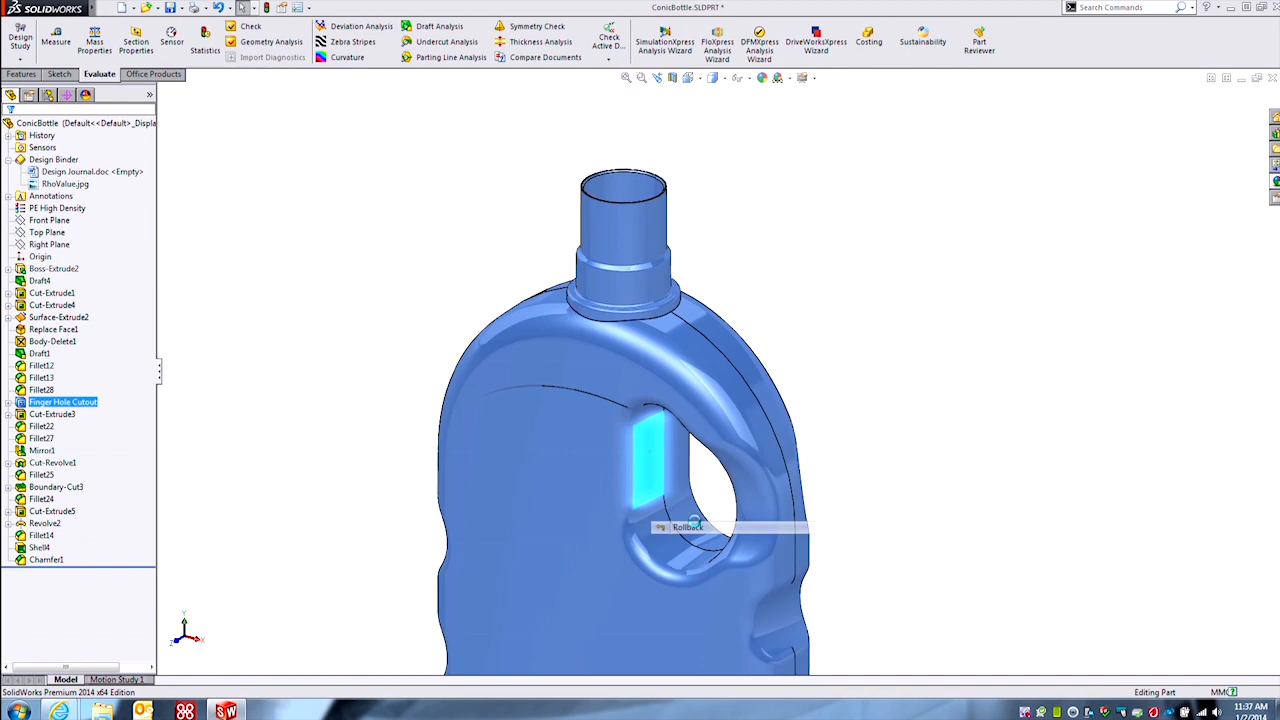 SOLIDWORKS
ConicBottle.SLDPRT *
Search Commands
Design Study
Measure
Mass Properties
Section Properties
Sensor
Statistics
Check
Geometry Analysis
Import Diagnostics
Deviation Analysis
Zebra Stripes
Curvature
Draft Analysis
Undercut Analysis
Parting Line Analysis
Symmetry Check
Thickness Analysis
Compare Documents
Check Active D...
SimulationXpress Analysis Wizard
FloXpress Analysis Wizard
DFMXpress Analysis Wizard
DriveWorksXpress Wizard
Costing
Sustainability
Part Reviewer
Features
Sketch
Evaluate
Office Products
ConicBottle (Default<<Default>_Displa
History
Sensors
Design Binder
Design Journal.doc <Empty>
RhoValue.jpg
Annotations
PE High Density
Front Plane
Top Plane
Right Plane
Origin
Boss-Extrude2
Draft4
Cut-Extrude1
Cut-Extrude4
Surface-Extrude2
Replace Face1
Body-Delete1
Draft1
Fillet12
Fillet13
Fillet28
Finger Hole Cutout
Cut-Extrude3
Fillet22
Fillet27
Mirror1
Cut-Revolve1
Fillet25
Boundary-Cut3
Fillet24
Cut-Extrude5
Revolve2
Fillet14
Shell4
Chamfer1
Rollback
Y
X
Z
Model
Motion Study 1
SolidWorks Premium 2014 x64 Edition
Editing Part
MMG
11:37 AM